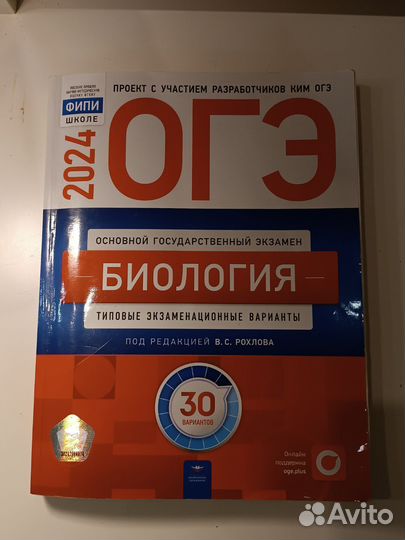 ПРОЕКТ С УЧАСТИЕМ РАЗРАБОТЧИКОВ КИМ ОГЭ
ФИПИ
ШКОЛЕ
2024
ОГЭ
ОСНОВНОЙ ГОСУДАРСТВЕННЫЙ ЭКЗАМЕН
БИОЛОГИЯ
ТИПОВЫЕ ЭКЗАМЕНАЦИОННЫЕ ВАРИАНТЫ
ПОД РЕДАКЦИЕЙ В.С. РОХЛОВА
30
ВАРИАНТОВ
Онлайн
поддержка
oge.plus
Avito